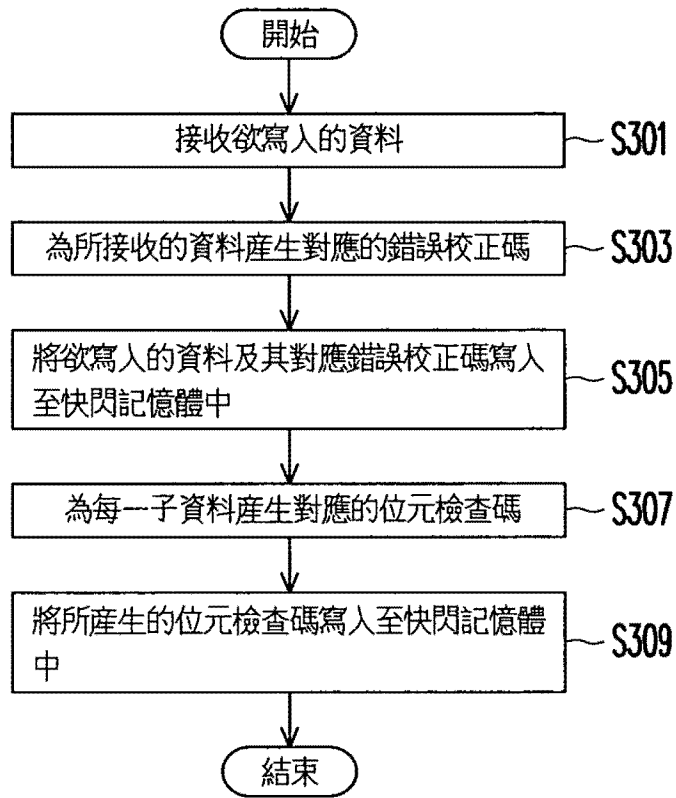 開始
接收欲寫入的資料
S301
為所接收的資料產生對應的錯誤校正碼
S303
將欲寫入的資料及其對應錯誤校正碼寫入
至快閃記憶體中
S305
為每一子資料產生對應的位元檢查碼
S307
將所產生的位元檢查碼寫入至快閃記憶體
中
S309
結束